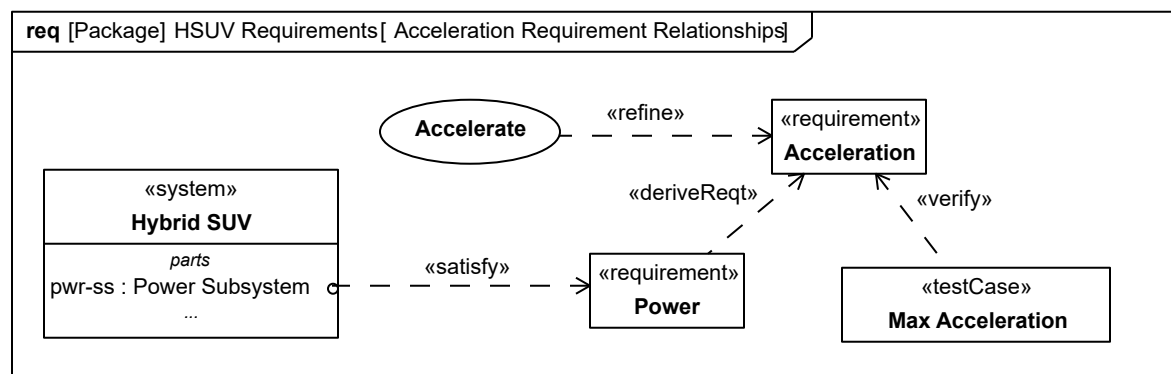 req [Package] HSUV Requirements[ Acceleration Requirement Relationships]
Accelerate
«refine»
«requirement»
Acceleration
«system»
Hybrid SUV
parts
pwr-ss : Power Subsystem
...
«deriveReqt»
«verify»
«satisfy»
«requirement»
Power
«testCase»
Max Acceleration